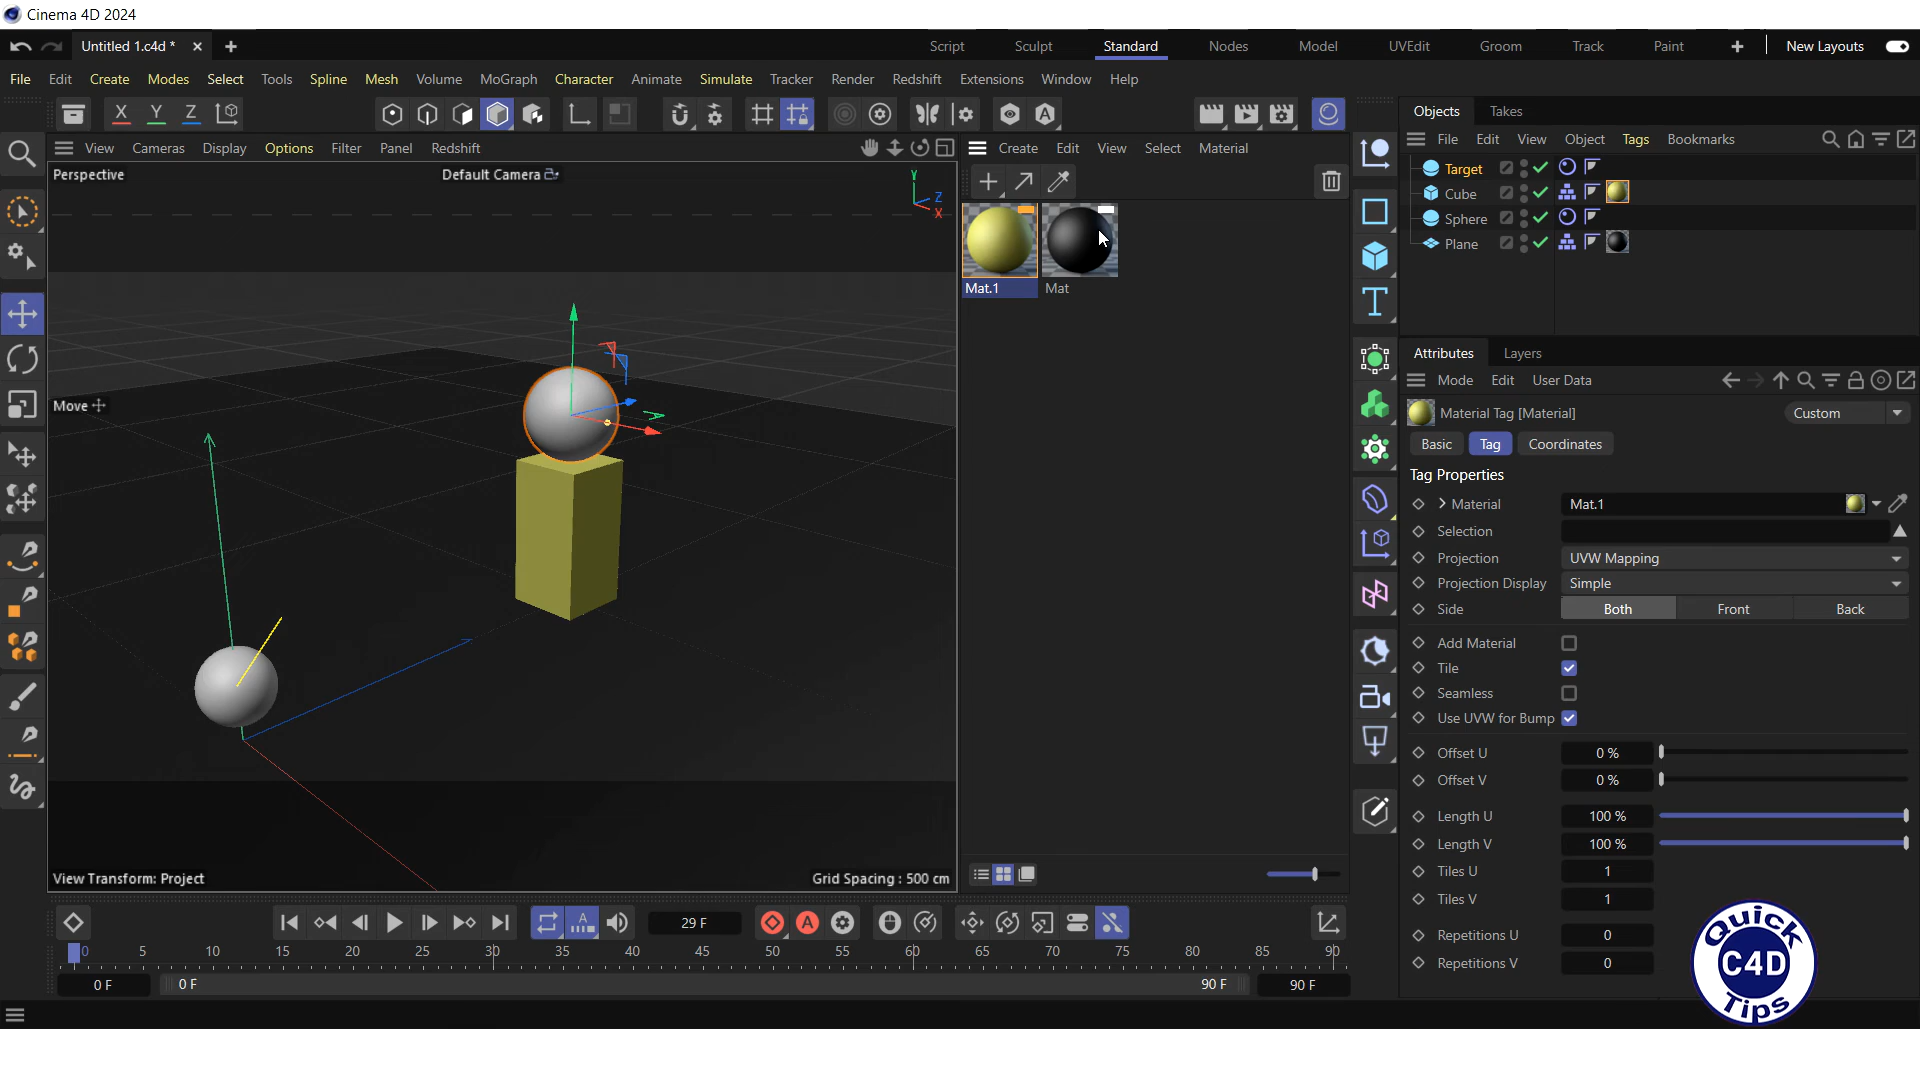 Cinema 4D 2024
Untitled 1.c4d *
Script Sculpt Standard Nodes Model UVEdit Groom Track Paint New Layouts
File Edit Create Modes Select Tools Spline Mesh Volume MoGraph Character Animate Simulate Tracker Render Redshift Extensions Window Help
X Y Z
Objects Takes
View Cameras Display Options Filter Panel Redshift
Create Edit View Select Material
File Edit View Object Tags Bookmarks
Perspective
Default Camera
Y
Z
X
Target
Cube
Sphere
Plane
Mat.1
Mat
Attributes Layers
Mode Edit User Data
Material Tag [Material]
Custom
Basic Tag Coordinates
Tag Properties
Move
Material Mat.1
Selection
Projection UVW Mapping
Projection Display Simple
Side Both Front Back
Add Material
Tile
Seamless
Use UVW for Bump
Offset U 0 %
Offset V 0 %
Length U 100 %
Length V 100 %
Tiles U 1
Tiles V 1
Repetitions U 0
Repetitions V 0
View Transform: Project
Grid Spacing : 500 cm
29 F
0 5 10 15 20 25 30 35 40 45 50 55 60 65 70 75 80 85 90
0 F
0 F
90 F
90 F
Quick
C4D
Tips